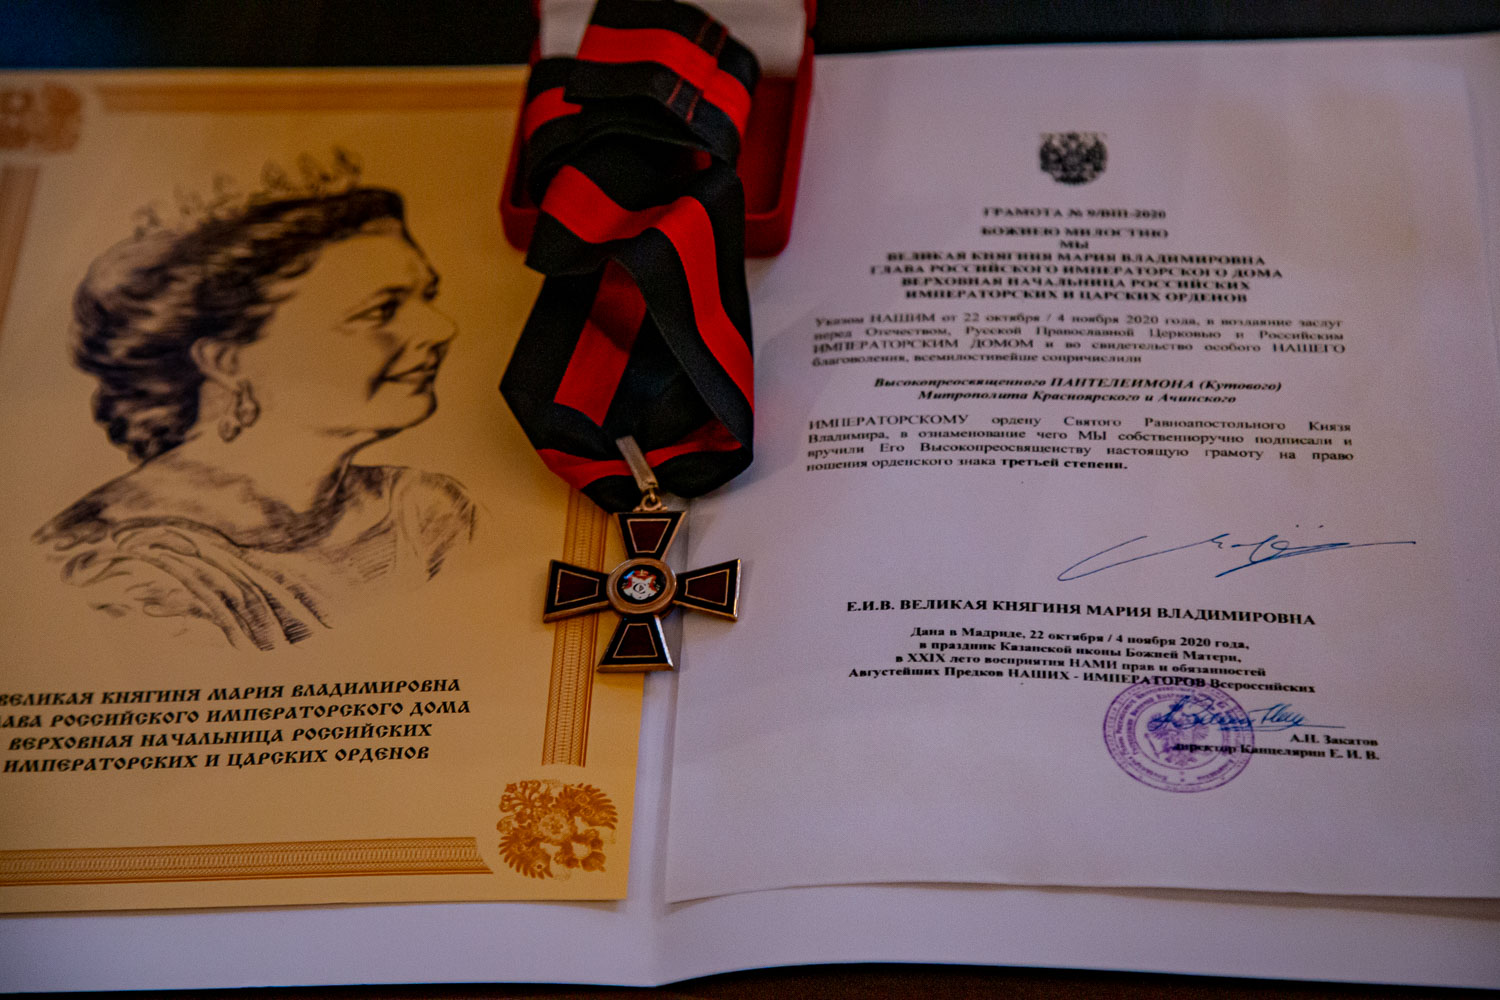 ВЕЛИКАЯ КНЯГИНЯ МАРИЯ ВЛАДИМИРОВНА
РОССИЙСКОГО ИМПЕРАТОРСКОГО ДОМА
ВЕРХОВНАЯ НАЧАЛЬНИЦА РОССИЙСКИХ
ИМПЕРАТОРСКИХ И ЦАРСКИХ ОРДЕНОВ
ГРАМОТА № 9/ВІІІ-2020
БОЖИЕЮ МИЛОСТИЮ
МЫ
ВЕЛИКАЯ КНЯГИНЯ МАРИЯ ВЛАДИМИРОВНА
ГЛАВА РОССИЙСКОГО ИМПЕРАТОРСКОГО ДОМА
ВЕРХОВНАЯ НАЧАЛЬНИЦА РОССИЙСКИХ
ИМПЕРАТОРСКИХ И ЦАРСКИХ ОРДЕНОВ
Указом НАШИМ от 22 октября / 4 ноября 2020 года, в воздаяние заслуг
перед Отечеством, Русской Православной Церковью и Российским
ИМПЕРАТОРСКИМ ДОМОМ и во свидетельство особого НАШЕГО
благоволения, всемилостивейше сопричислили
Высокопреосвященного ПАНТЕЛЕИМОНА (Кутового)
Митрополита Красноярского и Ачинского
ИМПЕРАТОРСКОМУ ордену Святого Равноапостольного Князя
Владимира, в ознаменование чего МЫ собственноручно подписали и
вручили Его Высокопреосвященству настоящую грамоту на право
ношения орденского знака третьей степени.
Е.И.В. ВЕЛИКАЯ КНЯГИНЯ МАРИЯ ВЛАДИМИРОВНА
Дана в Мадриде, 22 октября / 4 ноября 2020 года,
в праздник Казанской иконы Божией Матери,
в XXIX лето восприятия НАМИ прав и обязанностей
Августейших Предков НАШИХ - ИМПЕРАТОРОВ Всероссийских
А.Н. Закатов
директор Канцелярии Е. И. В.